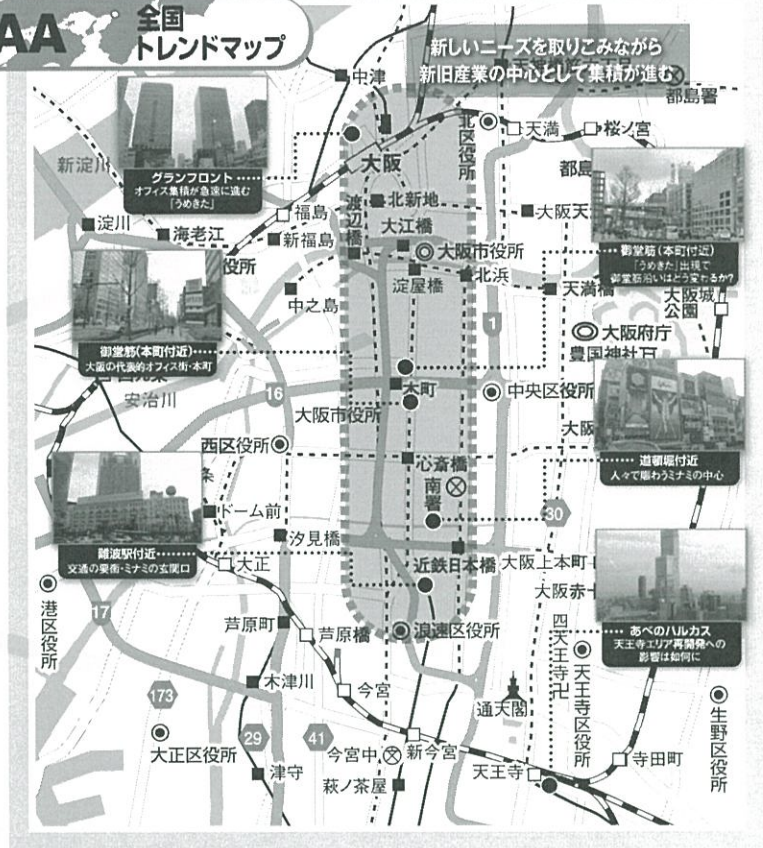 AA
全国
トレンドマップ
新しいニーズを取りこみながら
新旧産業の中心として集積が進む
中津
都島署
北区役所
天満
桜ノ宮
大阪
新淀川
グランフロント
オフィス集積が急速に進む
「うめきた」
都島
北新地
渡辺橋
福島
大阪天
淀川
海老江
新福島
大江橋
大阪市役所
役所
御堂筋(本町付近)
「うめきた」出現で
御堂筋沿いはどう変わるか?
淀屋橋
北浜
中之島
天満橋
大阪城
公園
1
大阪府庁
豊国神社
御堂筋(本町付近)
大阪の代表的オフィス街・本町
安治川
16
本町
中央区役所
大阪市役所
大阪
西区役所
心斎橋
道頓堀付近
人々で賑わうミナミの中心
南署
30
ドーム前
汐見橋
難波駅付近
交通の要衝・ミナミの玄関口
大正
近鉄日本橋
大阪上本町
大阪赤十
港区役所
17
芦原町
芦原橋
浪速区役所
あべのハルカス
天王寺エリア再開発への
影響は如何に
四天王寺卍
天王寺区役所
木津川
今宮
通天閣
生野区役所
173
大正区役所
29
41
今宮中
新今宮
寺田町
津守
萩ノ茶屋
天王寺